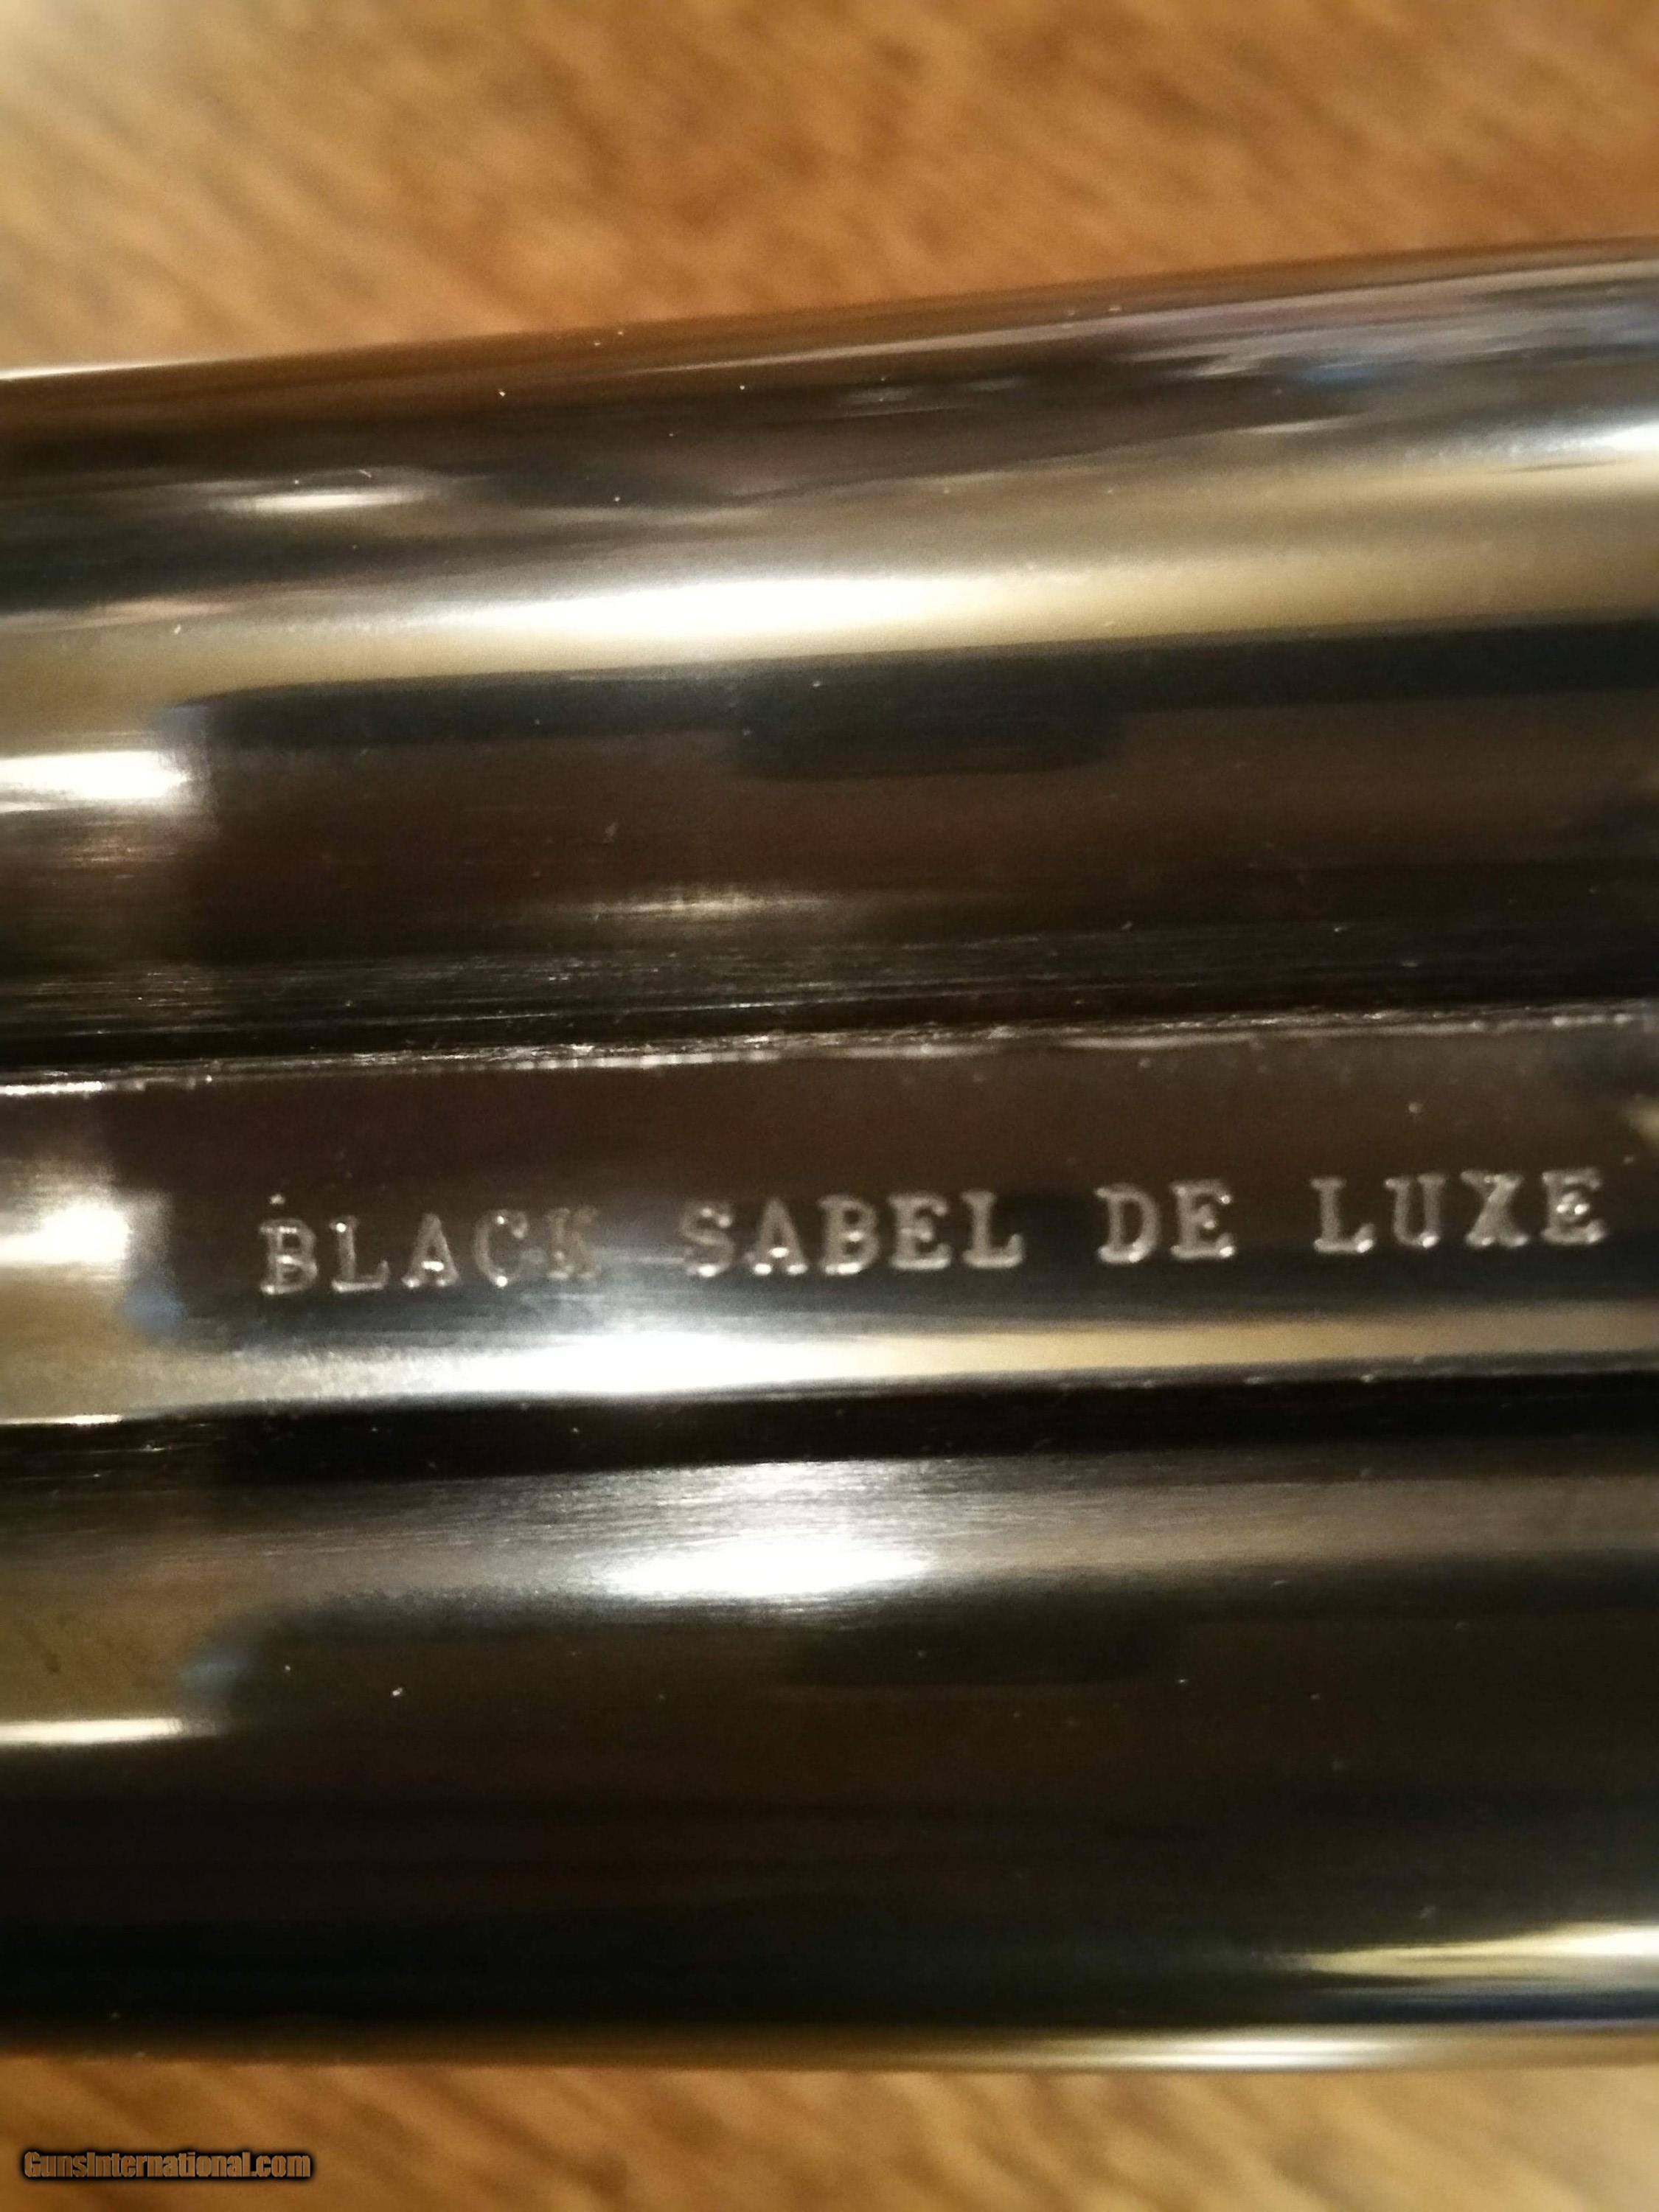 BLACK SABEL DE LUXE
GunsInternational.com